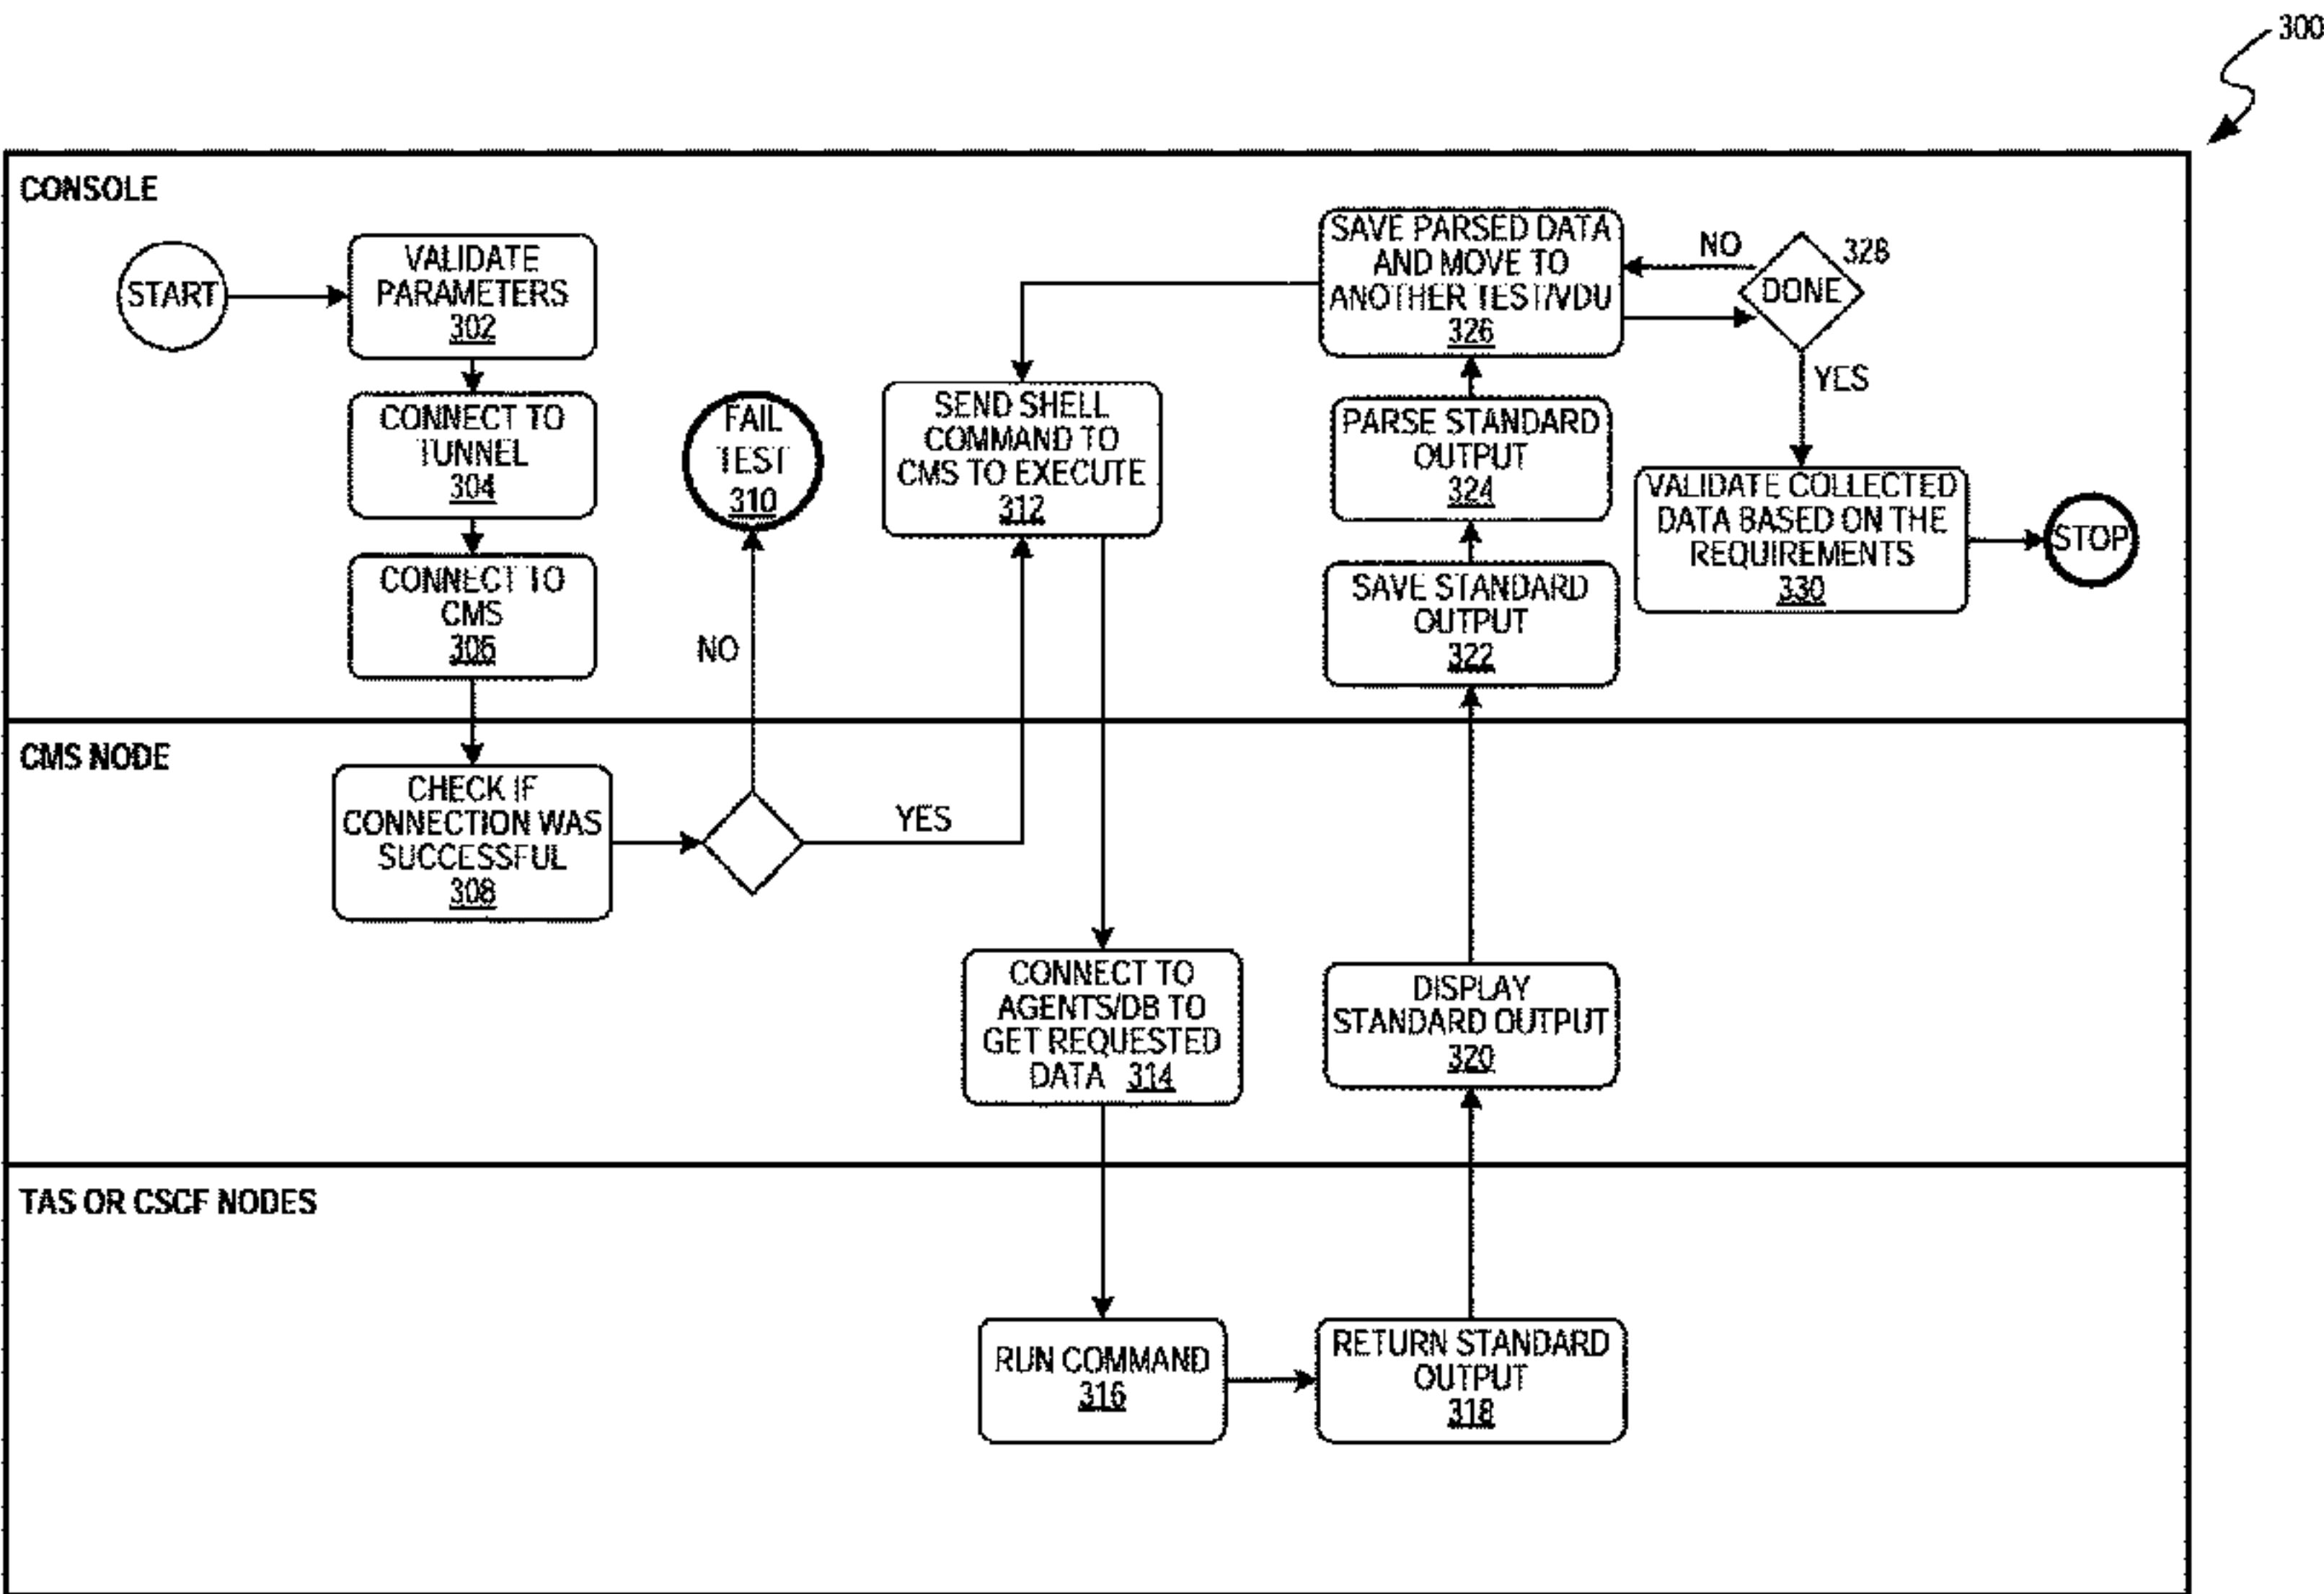 300
CONSOLE
START
VALIDATE
PARAMETERS
302
CONNECT TO
TUNNEL
304
CONNECT TO
CMS
306
FAIL
TEST
310
NO
SEND SHELL
COMMAND TO
CMS TO EXECUTE
312
SAVE PARSED DATA
AND MOVE TO
ANOTHER TEST/VDU
326
NO
328
DONE
YES
PARSE STANDARD
OUTPUT
324
SAVE STANDARD
OUTPUT
322
VALIDATE COLLECTED
DATA BASED ON THE
REQUIREMENTS
330
STOP
CMS NODE
CHECK IF
CONNECTION WAS
SUCCESSFUL
308
YES
CONNECT TO
AGENTS/DB TO
GET REQUESTED
DATA 314
DISPLAY
STANDARD OUTPUT
320
TAS OR CSCF NODES
RUN COMMAND
316
RETURN STANDARD
OUTPUT
318